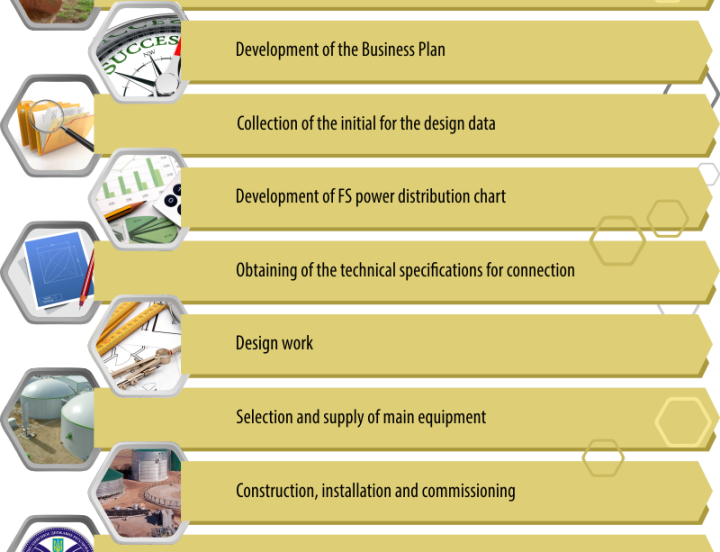 SUCCESS
NW
Development of the Business Plan
Collection of the initial for the design data
Development of FS power distribution chart
Obtaining of the technical specifications for connection
Design work
Selection and supply of main equipment
Construction, installation and commissioning